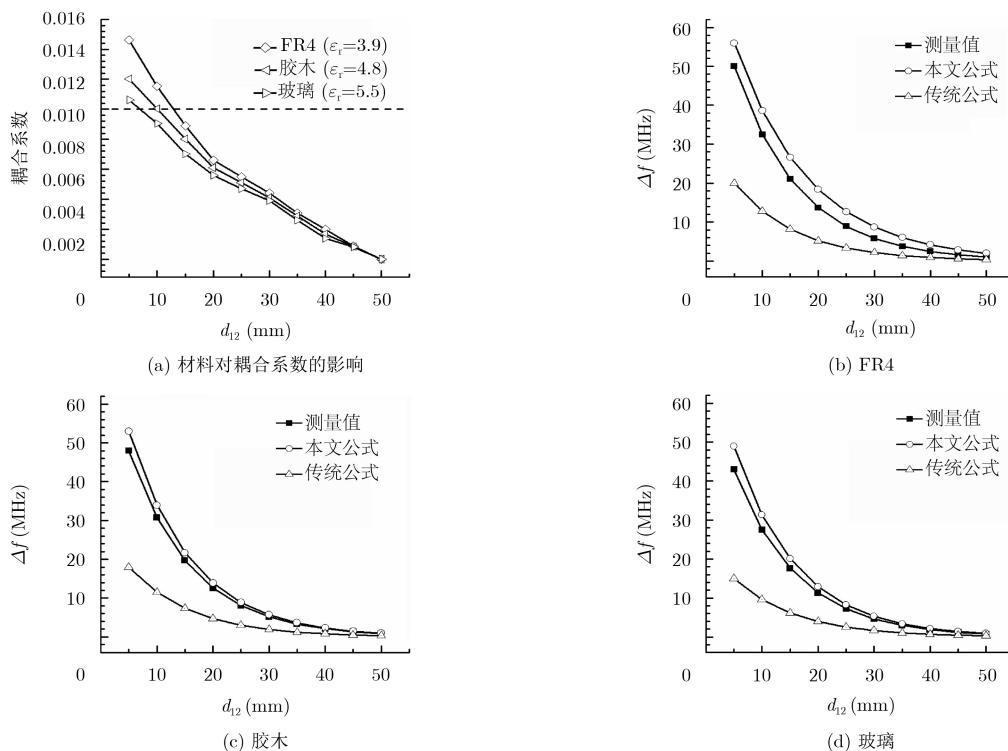 0.016
0.014
0.012
0.010
0.008
0.006
0.004
0.002
0 10 20 30 40 50
耦合系数
FR4 (εr=3.9)
胶木 (εr=4.8)
玻璃 (εr=5.5)
d12 (mm)
(a) 材料对耦合系数的影响
60
50
40
30
20
10
0 10 20 30 40 50
Δf (MHz)
测量值
本文公式
传统公式
d12 (mm)
(b) FR4
60
50
40
30
20
10
0 10 20 30 40 50
Δf (MHz)
测量值
本文公式
传统公式
d12 (mm)
(c) 胶木
60
50
40
30
20
10
0 10 20 30 40 50
Δf (MHz)
测量值
本文公式
传统公式
d12 (mm)
(d) 玻璃